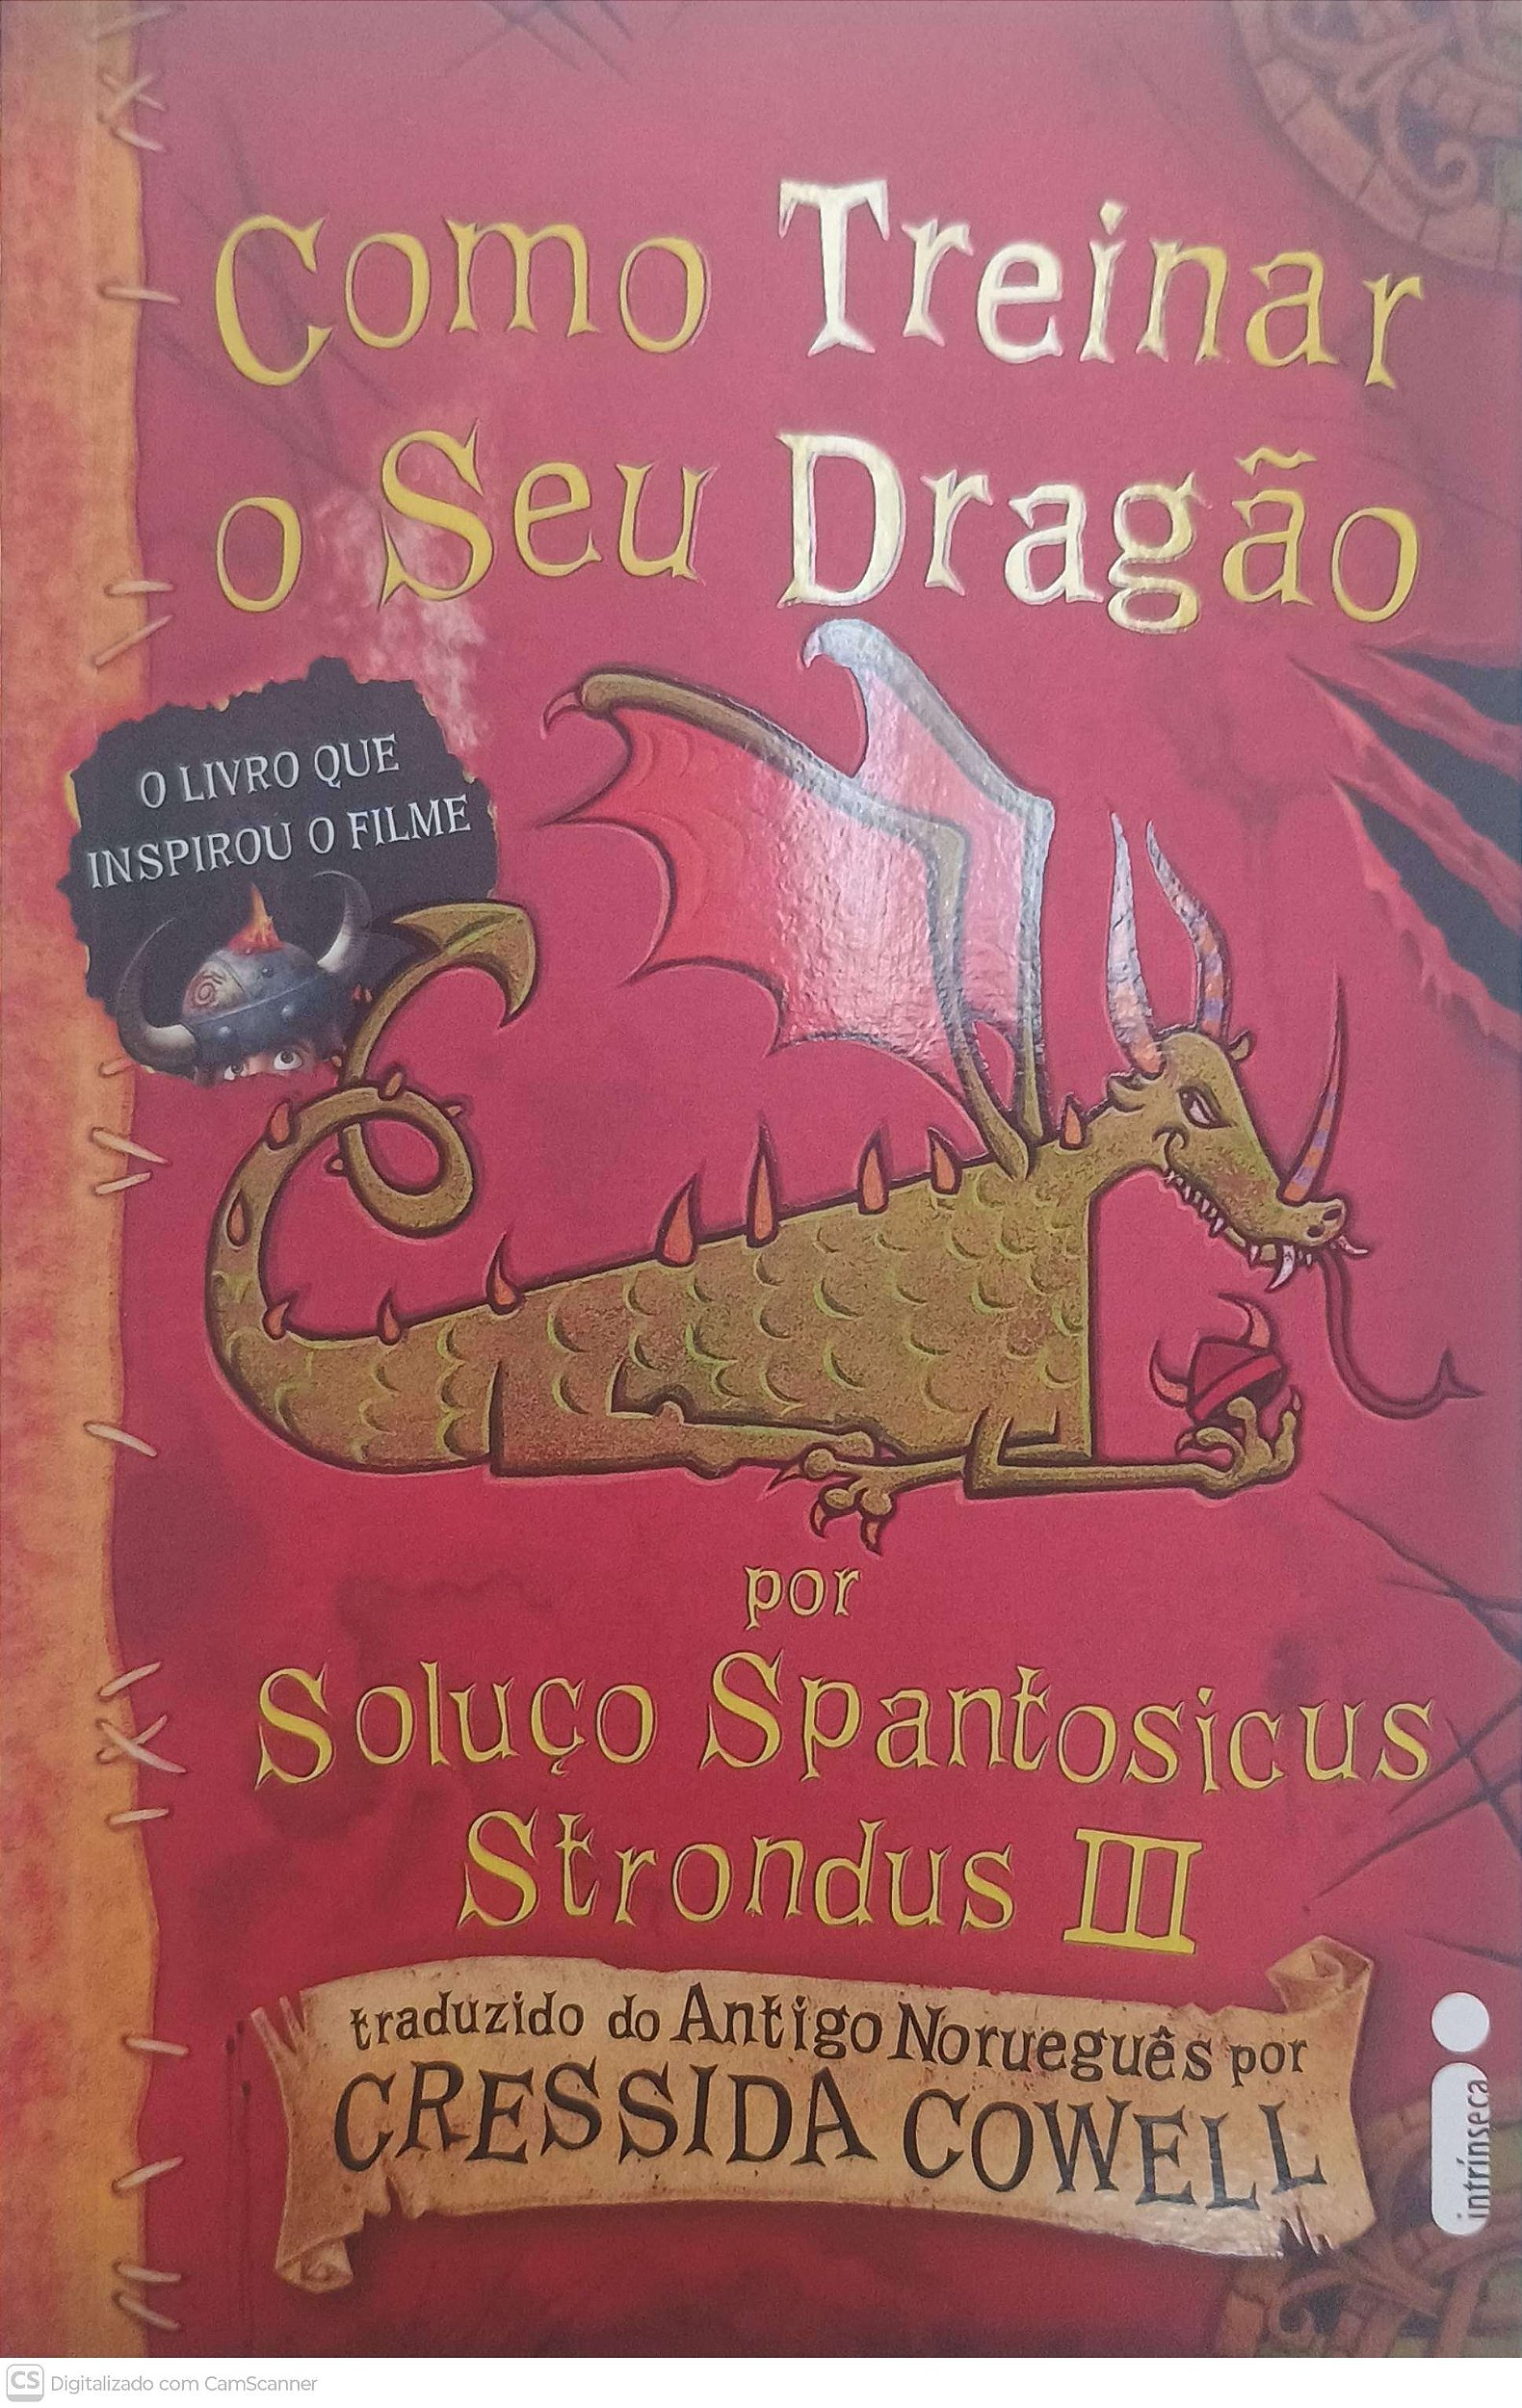 Como Treinar
o Seu Dragão
O LIVRO QUE
INSPIROU O FILME
por
Soluço Spantosicus
Strondus III
traduzido do Antigo Norueguês por
CRESSIDA COWELL
intrínseca
CS Digitalizado com CamScanner